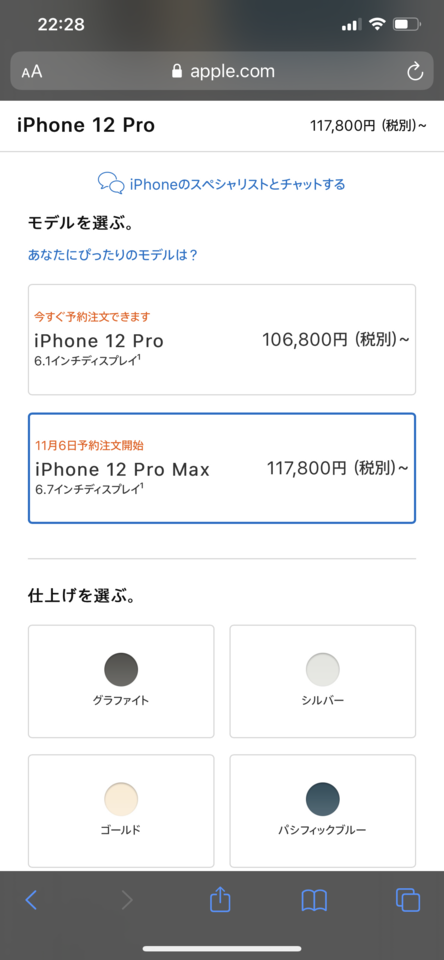 22:28
AA
apple.com
iPhone 12 Pro
117,800円 (税別)~
iPhoneのスペシャリストとチャットする
モデルを選ぶ。
あなたにぴったりのモデルは？
今すぐ予約注文できます
iPhone 12 Pro
106,800円 (税別)~
6.1インチディスプレイ¹
11月6日予約注文開始
iPhone 12 Pro Max
117,800円 (税別)~
6.7インチディスプレイ¹
仕上げを選ぶ。
グラファイト
シルバー
ゴールド
パシフィックブルー